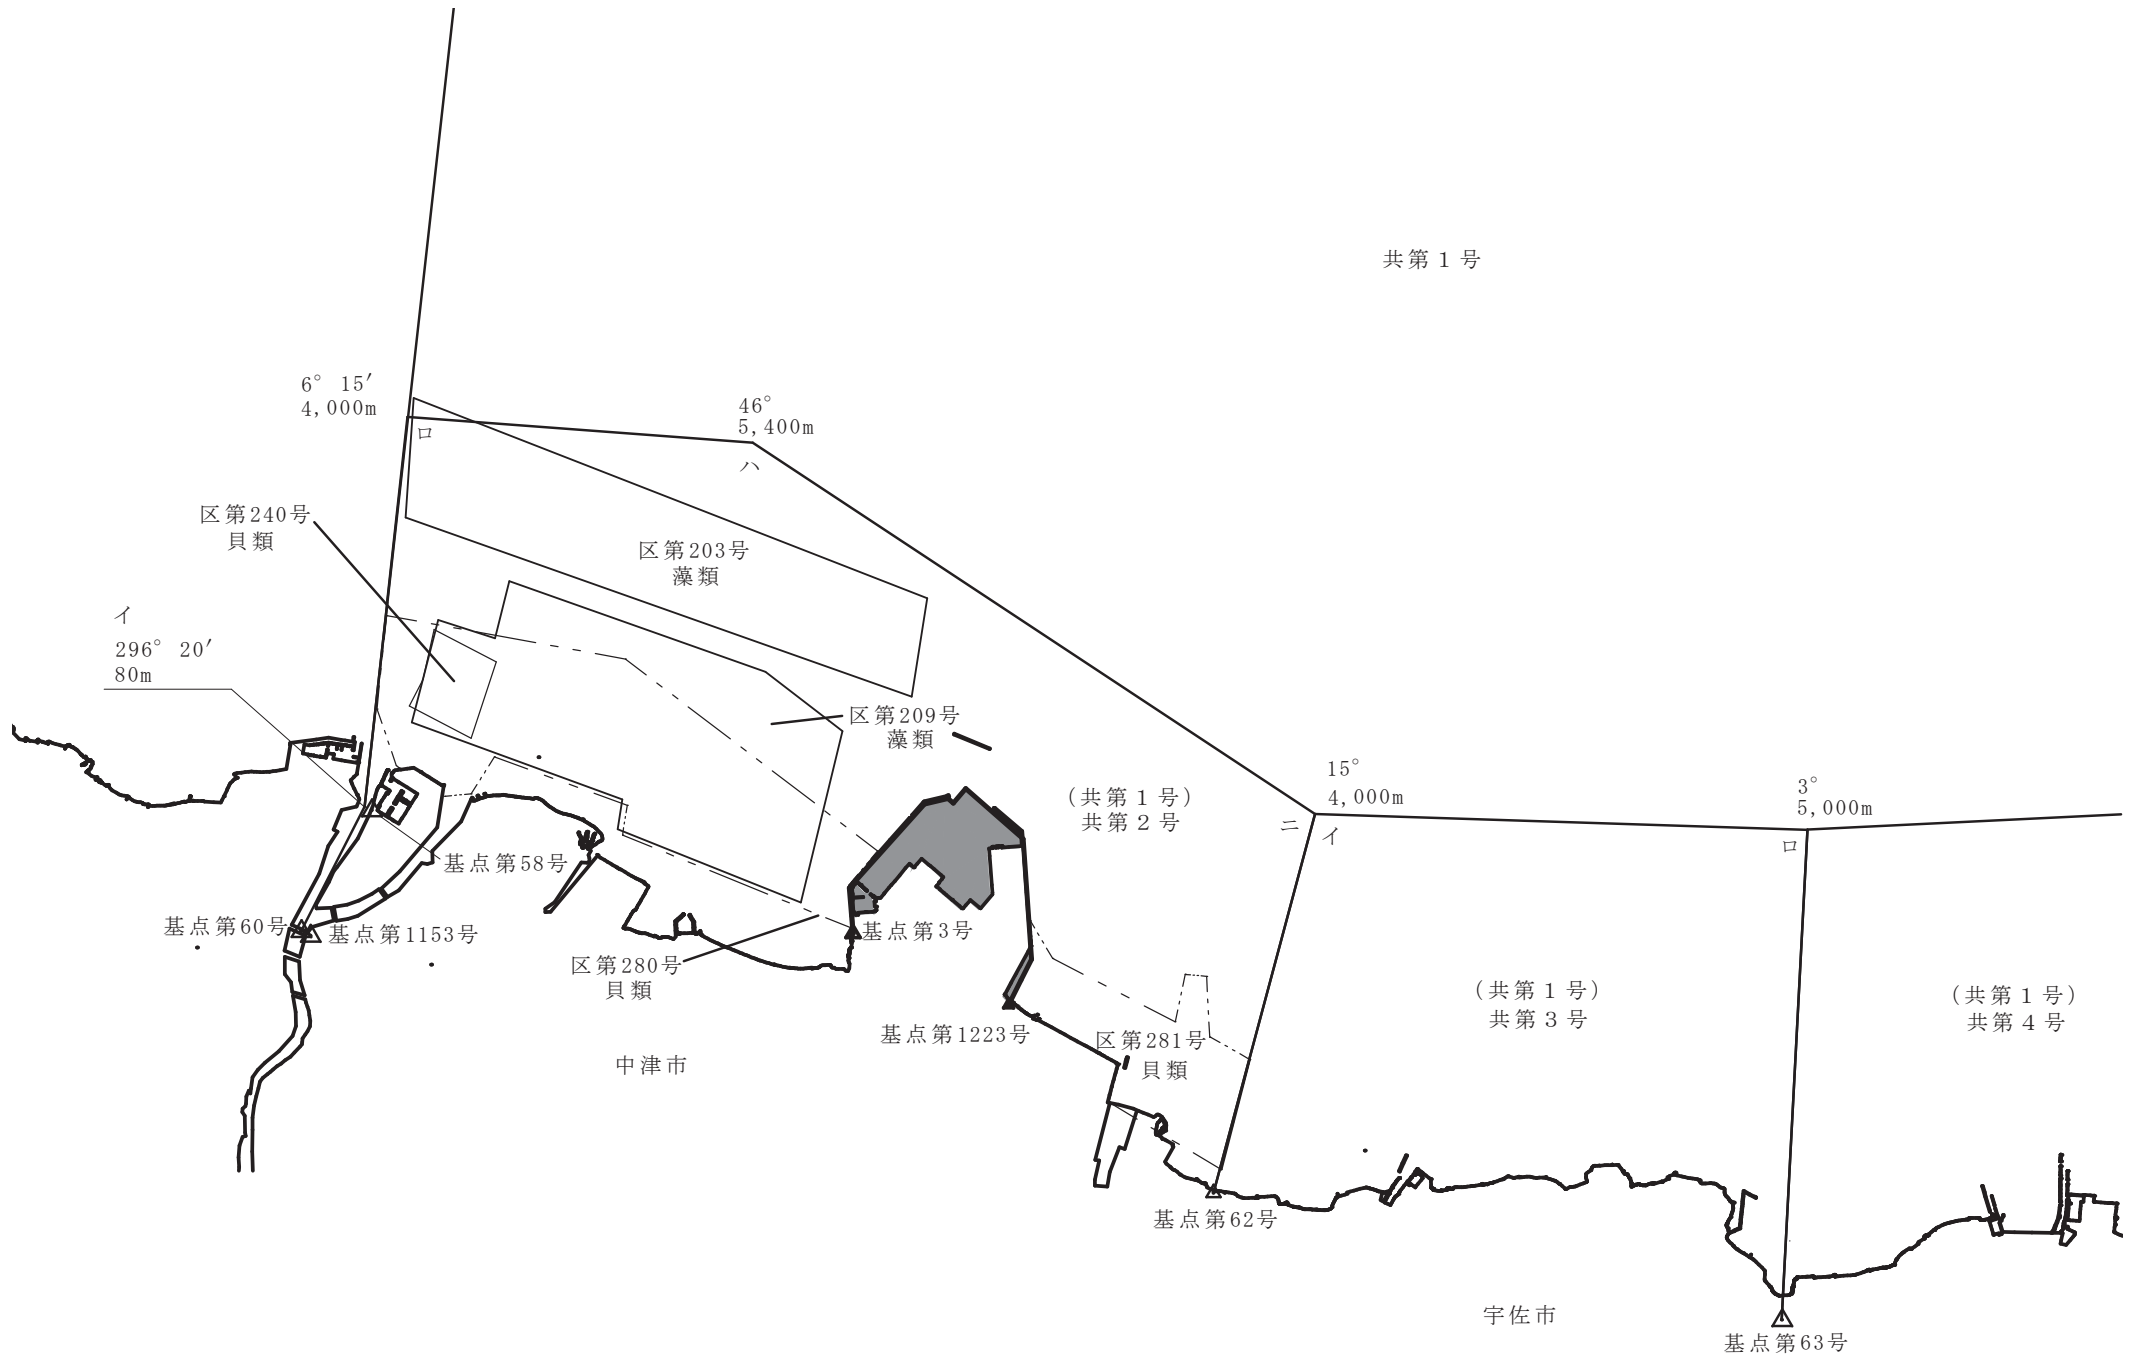 共第１号
6° 15′
4,000m
ロ
46°
5,400m
ハ
区第240号
貝類
区第203号
藻類
イ
296° 20′
80m
区第209号
藻類
15°
4,000m
3°
5,000m
（共第１号）
共第２号
ニ
イ
ロ
基点第58号
基点第60号
基点第1153号
基点第3号
区第280号
貝類
（共第１号）
共第３号
（共第１号）
共第４号
基点第1223号
区第281号
貝類
中津市
基点第62号
宇佐市
基点第63号